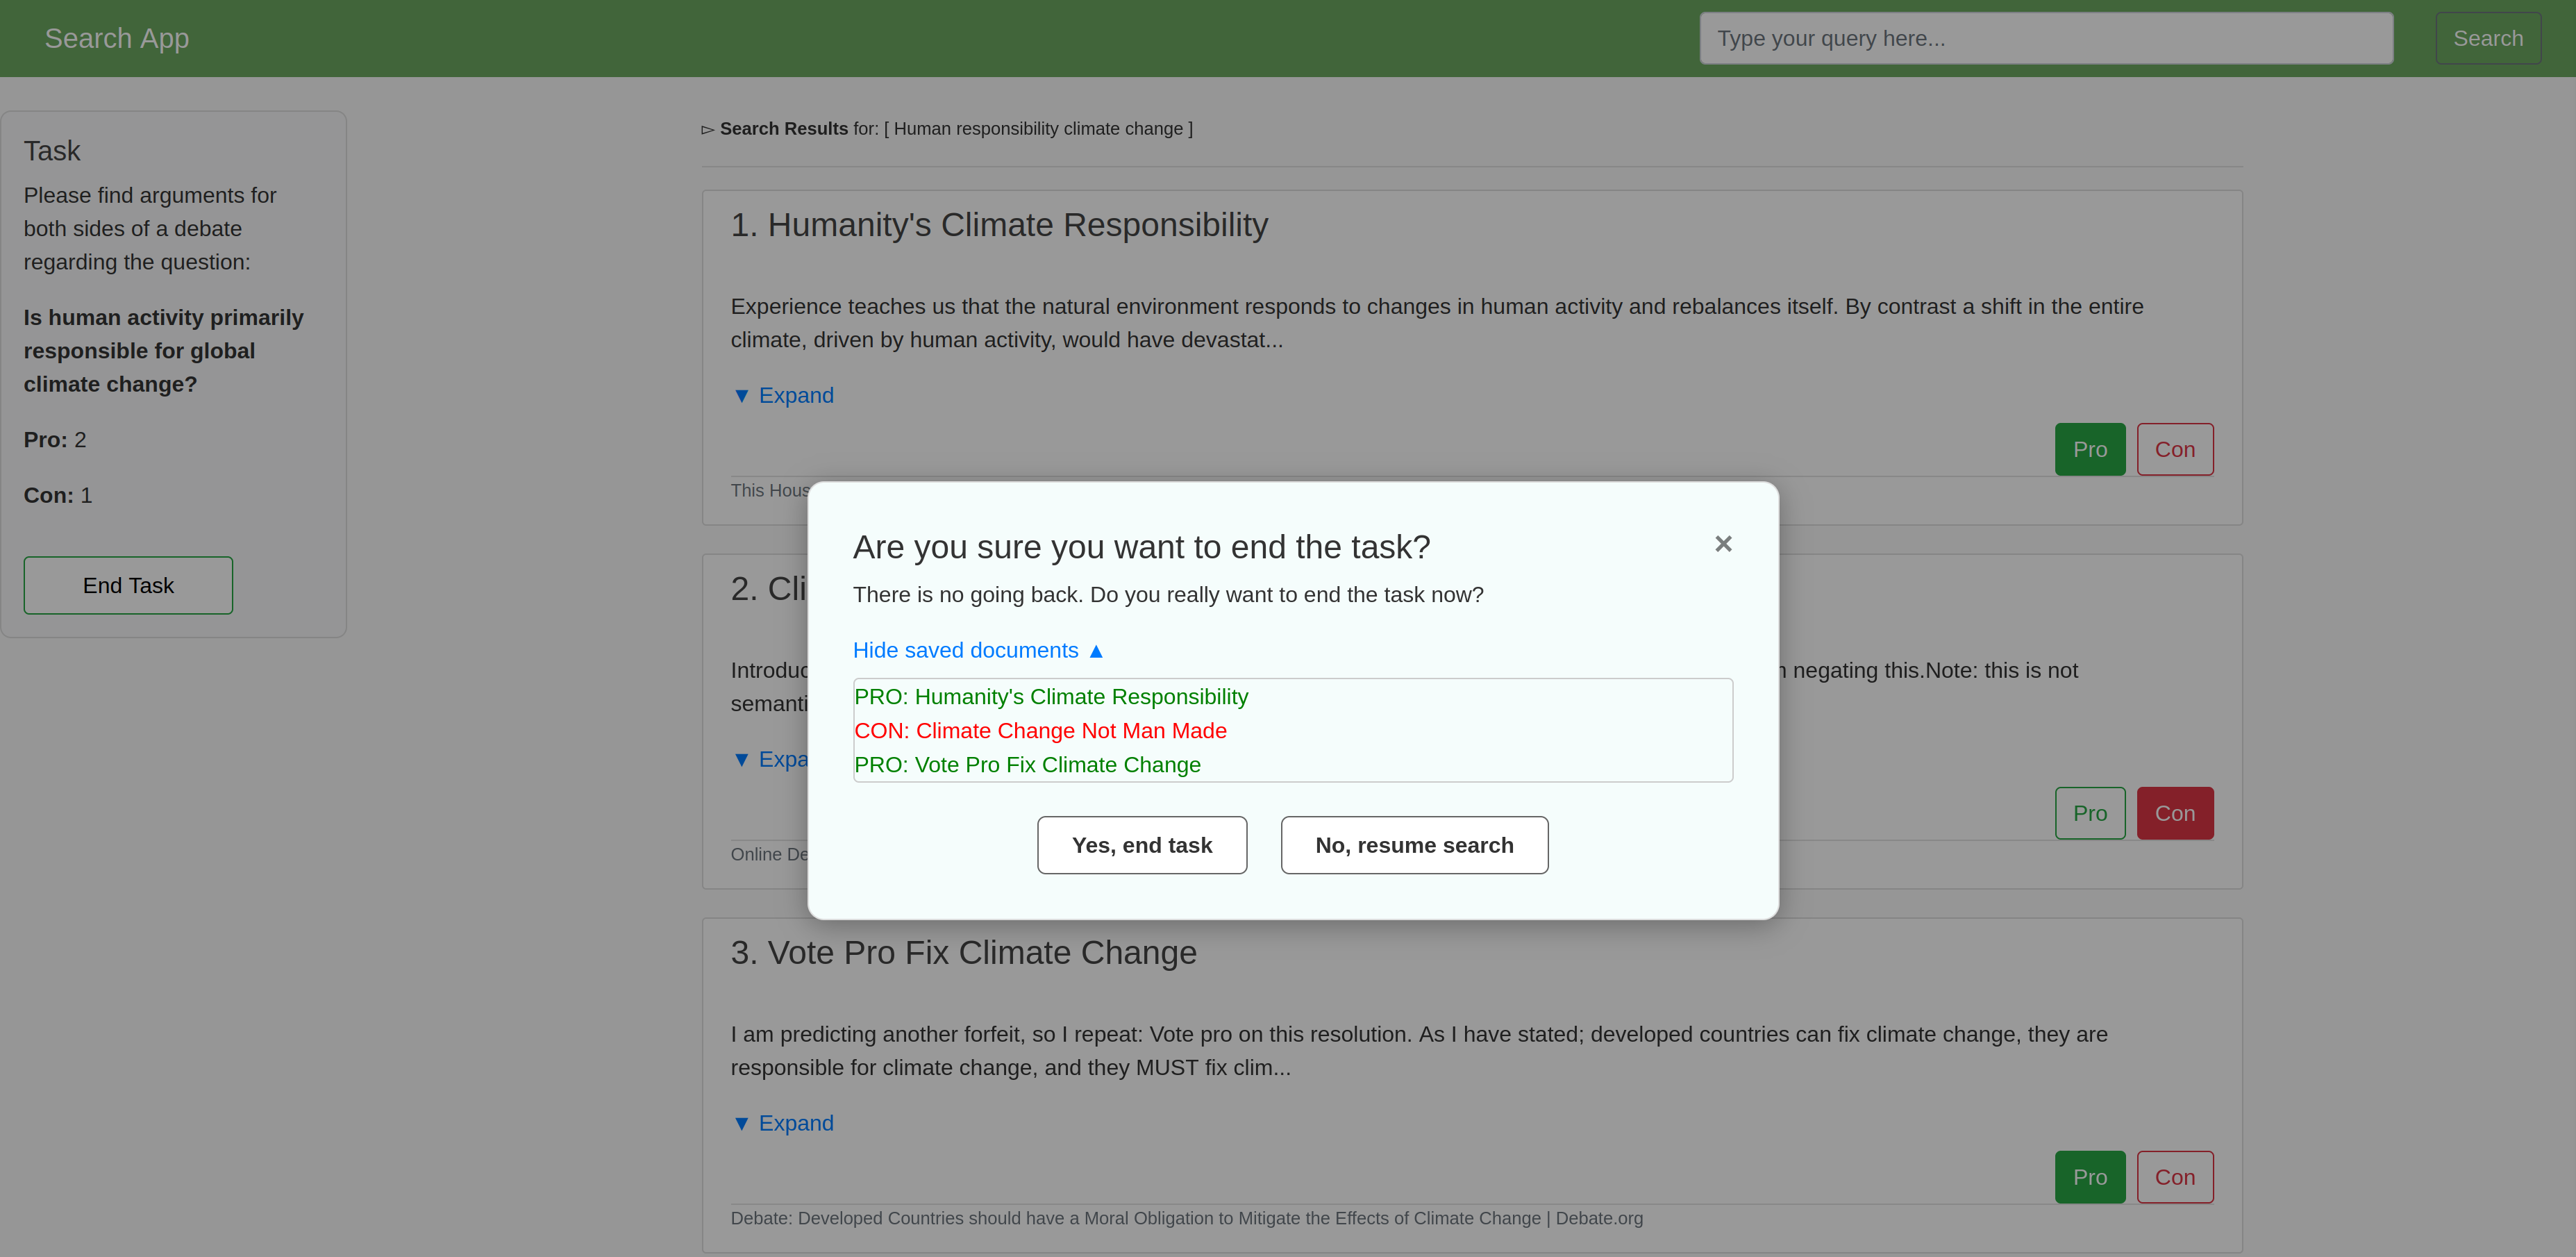 Search App
Type your query here...
Search
Task
Please find arguments for
both sides of a debate
regarding the question:
Is human activity primarily
responsible for global
climate change?
Pro: 2
Con: 1
End Task
▻ Search Results for: [ Human responsibility climate change ]
1. Humanity's Climate Responsibility
Experience teaches us that the natural environment responds to changes in human activity and rebalances itself. By contrast a shift in the entire
climate, driven by human activity, would have devastat...
▼ Expand
Pro
Con
This Hous
Are you sure you want to end the task?
×
There is no going back. Do you really want to end the task now?
Hide saved documents ▲
PRO: Humanity's Climate Responsibility
CON: Climate Change Not Man Made
PRO: Vote Pro Fix Climate Change
Yes, end task
No, resume search
2. Cli
Introduc
negating this.Note: this is not
semanti
▼ Expa
Pro
Con
Online De
3. Vote Pro Fix Climate Change
I am predicting another forfeit, so I repeat: Vote pro on this resolution. As I have stated; developed countries can fix climate change, they are
responsible for climate change, and they MUST fix clim...
▼ Expand
Pro
Con
Debate: Developed Countries should have a Moral Obligation to Mitigate the Effects of Climate Change | Debate.org